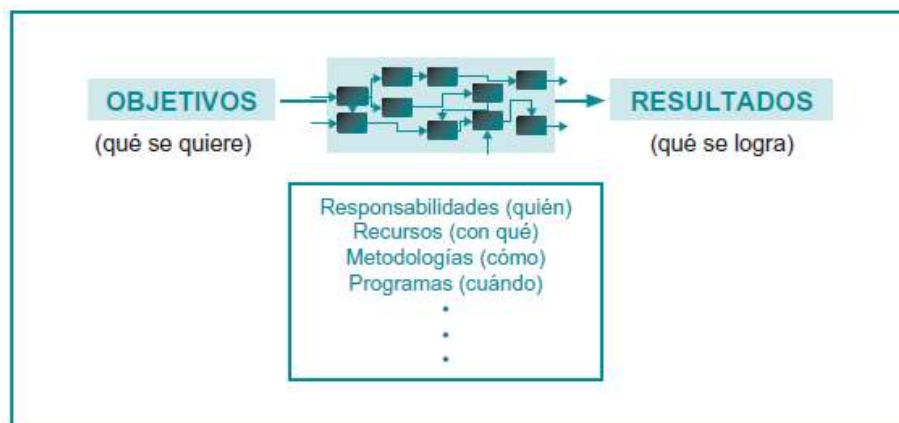 OBJETIVOS
RESULTADOS
(qué se quiere)
(qué se logra)
Responsabilidades (quién)
Recursos (con qué)
Metodologías (cómo)
Programas (cuándo)